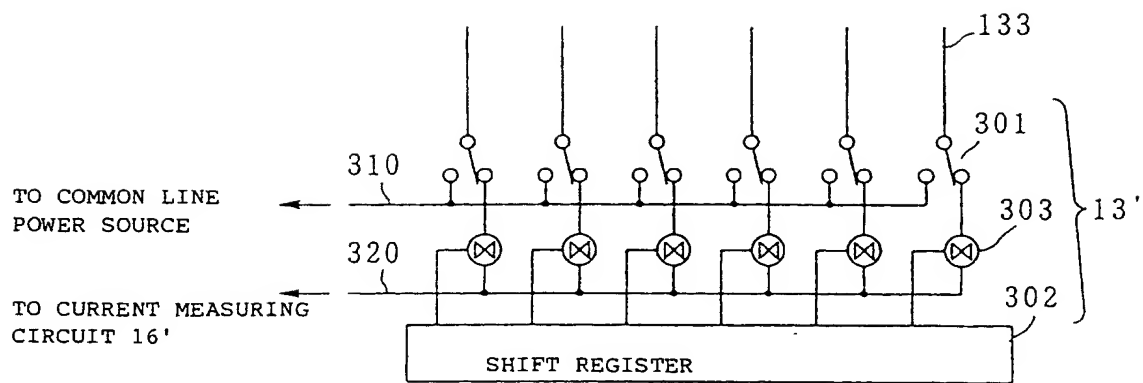 133
301
310
TO COMMON LINE
POWER SOURCE
13'
303
320
TO CURRENT MEASURING
CIRCUIT 16'
302
SHIFT REGISTER